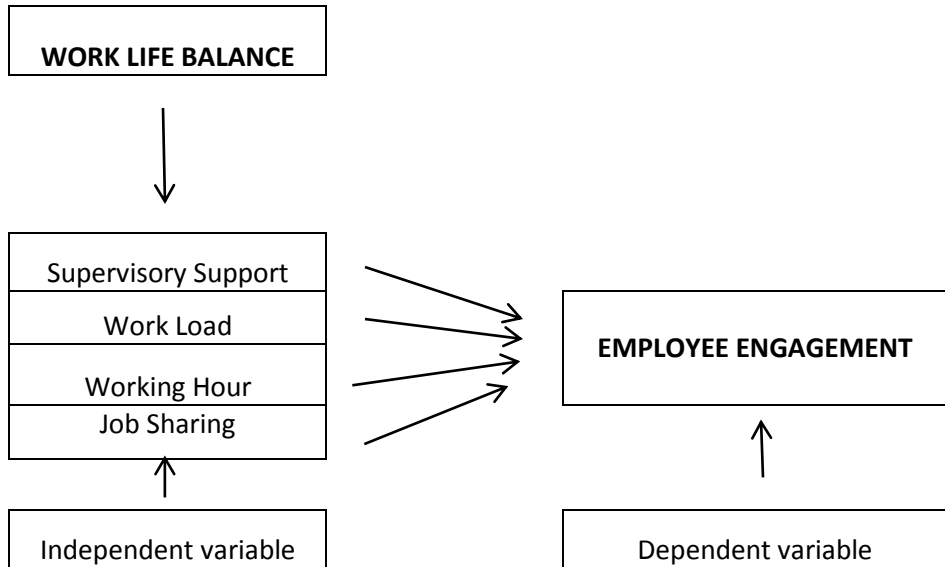 WORK LIFE BALANCE
Supervisory Support
Work Load
Working Hour
Job Sharing
EMPLOYEE ENGAGEMENT
Independent variable
Dependent variable